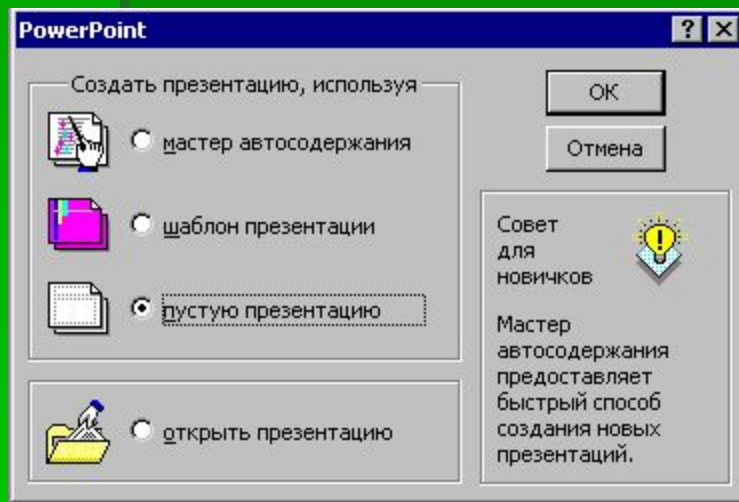 PowerPoint
Создать презентацию, используя
мастер автосодержания
шаблон презентации
пустую презентацию
открыть презентацию
ОК
Отмена
Совет
для
новичков
Мастер
автосодержания
предоставляет
быстрый способ
создания новых
презентаций.